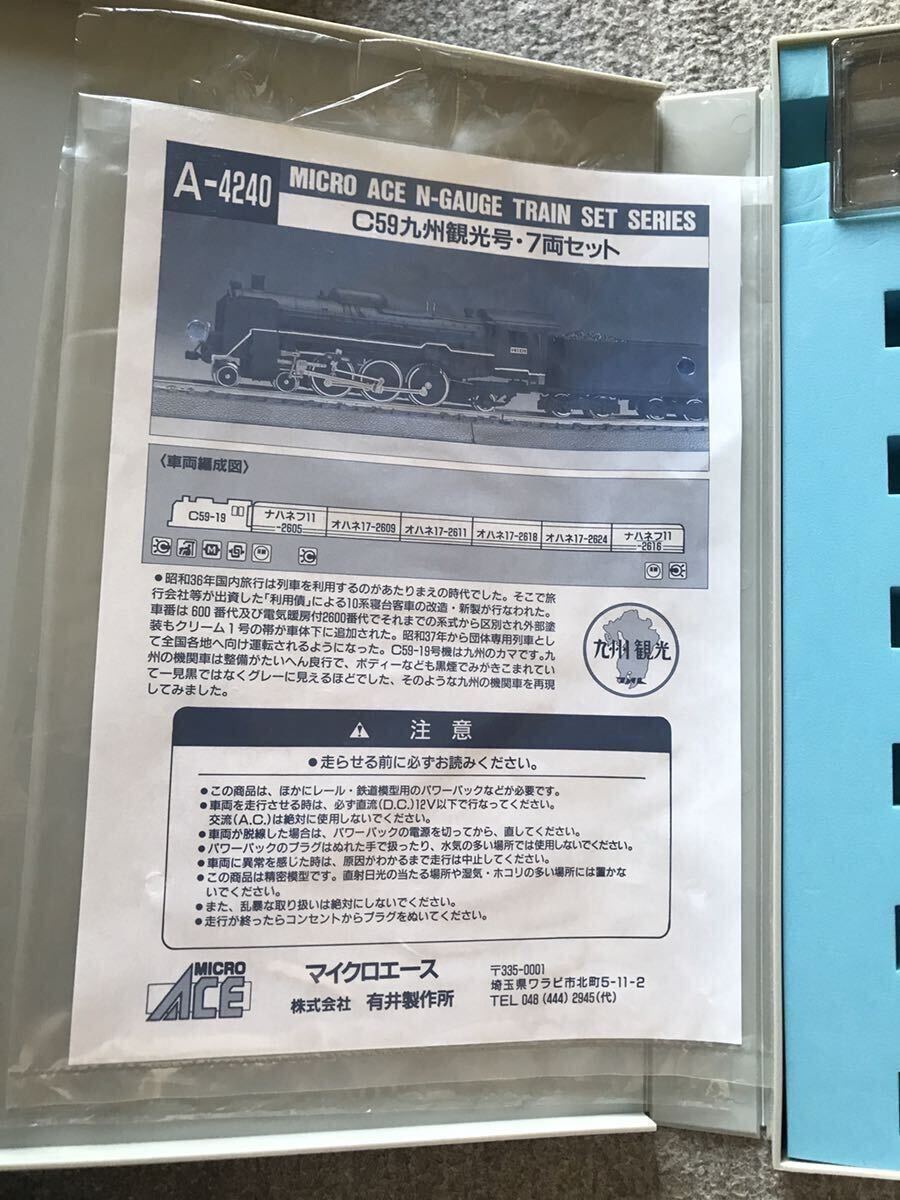 A-4240
MICRO ACE N-GAUGE TRAIN SET SERIES
C59九州観光号・7両セット
〈車両編成図〉
C59-19
ナハネフ11
-2605
オハネ17-2609
オハネ17-2611
オハネ17-2618
オハネ17-2624
ナハネフ11
-2616
●昭和36年国内旅行は列車を利用するのがあたりまえの時代でした。そこで旅
行会社等が出資した「利用債」による10系寝台客車の改造・新製が行なわれた。
車番は600番代及び電気暖房付2600番代でそれまでの系式から区別され外部塗
装もクリーム1号の帯が車体下に追加された。昭和37年から団体専用列車とし
て全国各地へ向け運転されるようになった。C59-19号機は九州のカマです。九
州の機関車は整備がたいへん良行で、ボディーなども黒煙でみがきこまれてい
て一見黒ではなくグレーに見えるほどでした、そのような九州の機関車を再現
してみました。
九州観光
注意
●走らせる前に必ずお読みください。
●この商品は、ほかにレール・鉄道模型用のパワーパックなどが必要です。
●車両を走行させる時は、必ず直流(D.C.)12V以下で行なってください。
交流(A.C.)は絶対に使用しないでください。
●車両が脱線した場合は、パワーパックの電源を切ってから、直してください。
●パワーパックのプラグはぬれた手で扱ったり、水気の多い場所では使用しないでください。
●車両に異常を感じた時は、原因がわかるまで走行は中止してください。
●この商品は精密模型です。直射日光の当たる場所や湿気・ホコリの多い場所には置かな
いでください。
●また、乱暴な取り扱いは絶対にしないでください。
●走行が終ったらコンセントからプラグをぬいてください。
MICRO
ACE
マイクロエース
株式会社 有井製作所
〒335-0001
埼玉県ワラビ市北町5-11-2
TEL 048 (444) 2945(代)